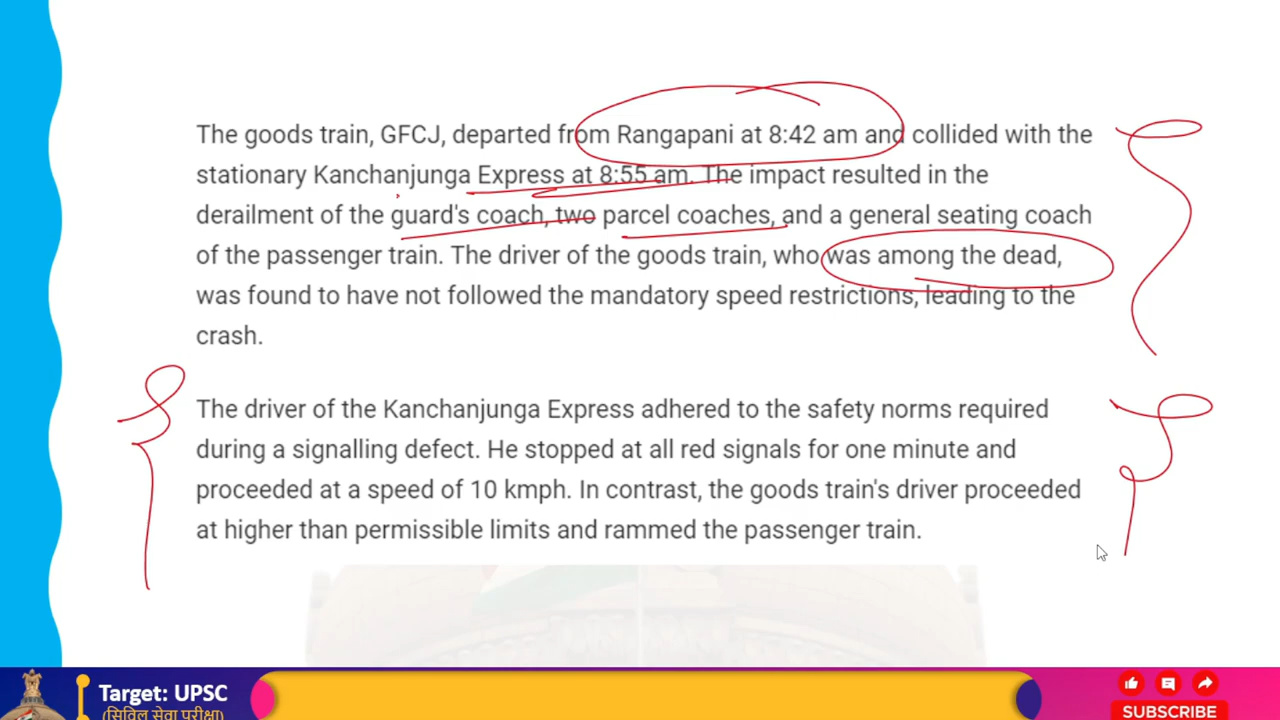 The goods train, GFCJ, departed from Rangapani at 8:42 am and collided with the
stationary Kanchanjunga Express at 8:55 am. The impact resulted in the
derailment of the guard's coach, two parcel coaches, and a general seating coach
of the passenger train. The driver of the goods train, who was among the dead,
was found to have not followed the mandatory speed restrictions, leading to the
crash.
The driver of the Kanchanjunga Express adhered to the safety norms required
during a signalling defect. He stopped at all red signals for one minute and
proceeded at a speed of 10 kmph. In contrast, the goods train's driver proceeded
at higher than permissible limits and rammed the passenger train.
Target: UPSC
(सिविल सेवा परीक्षा)
SUBSCRIBE